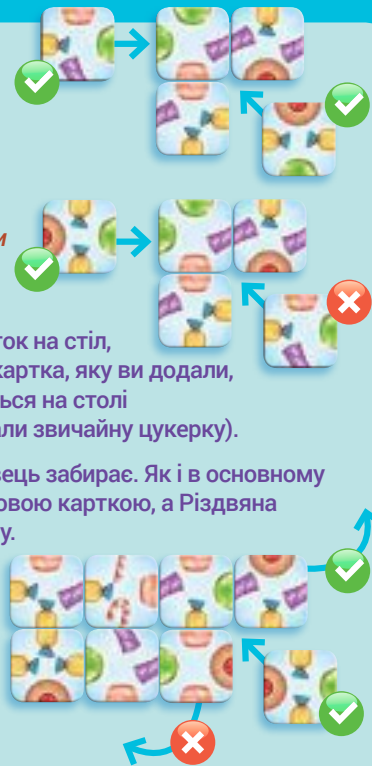 и
ток на стіл,
картка, яку ви додали,
ться на столі
али звичайну цукерку).
вець забирає. Як і в основному
овою карткою, а Різдвяна
у.